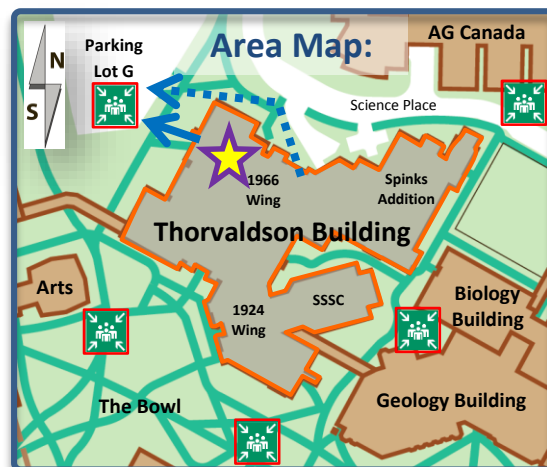 Area Map:
AG Canada
Parking
Lot G
N
S
Science Place
1966
Wing
Spinks
Addition
Thorvaldson Building
Arts
1924
Wing
SSSC
Biology
Building
The Bowl
Geology Building